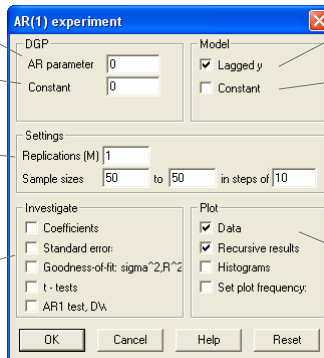 AR(1) experiment
DGP
AR parameter 0
Constant 0
Model
Lagged y
Constant
Settings
Replications (M) 1
Sample sizes 50 to 50 in steps of 10
Investigate
Coefficients
Standard error:
Goodness-of-fit: sigma^2,R^2
t - tests
AR1 test, DW
Plot
Data
Recursive results
Histograms
Set plot frequency:
OK Cancel Help Reset